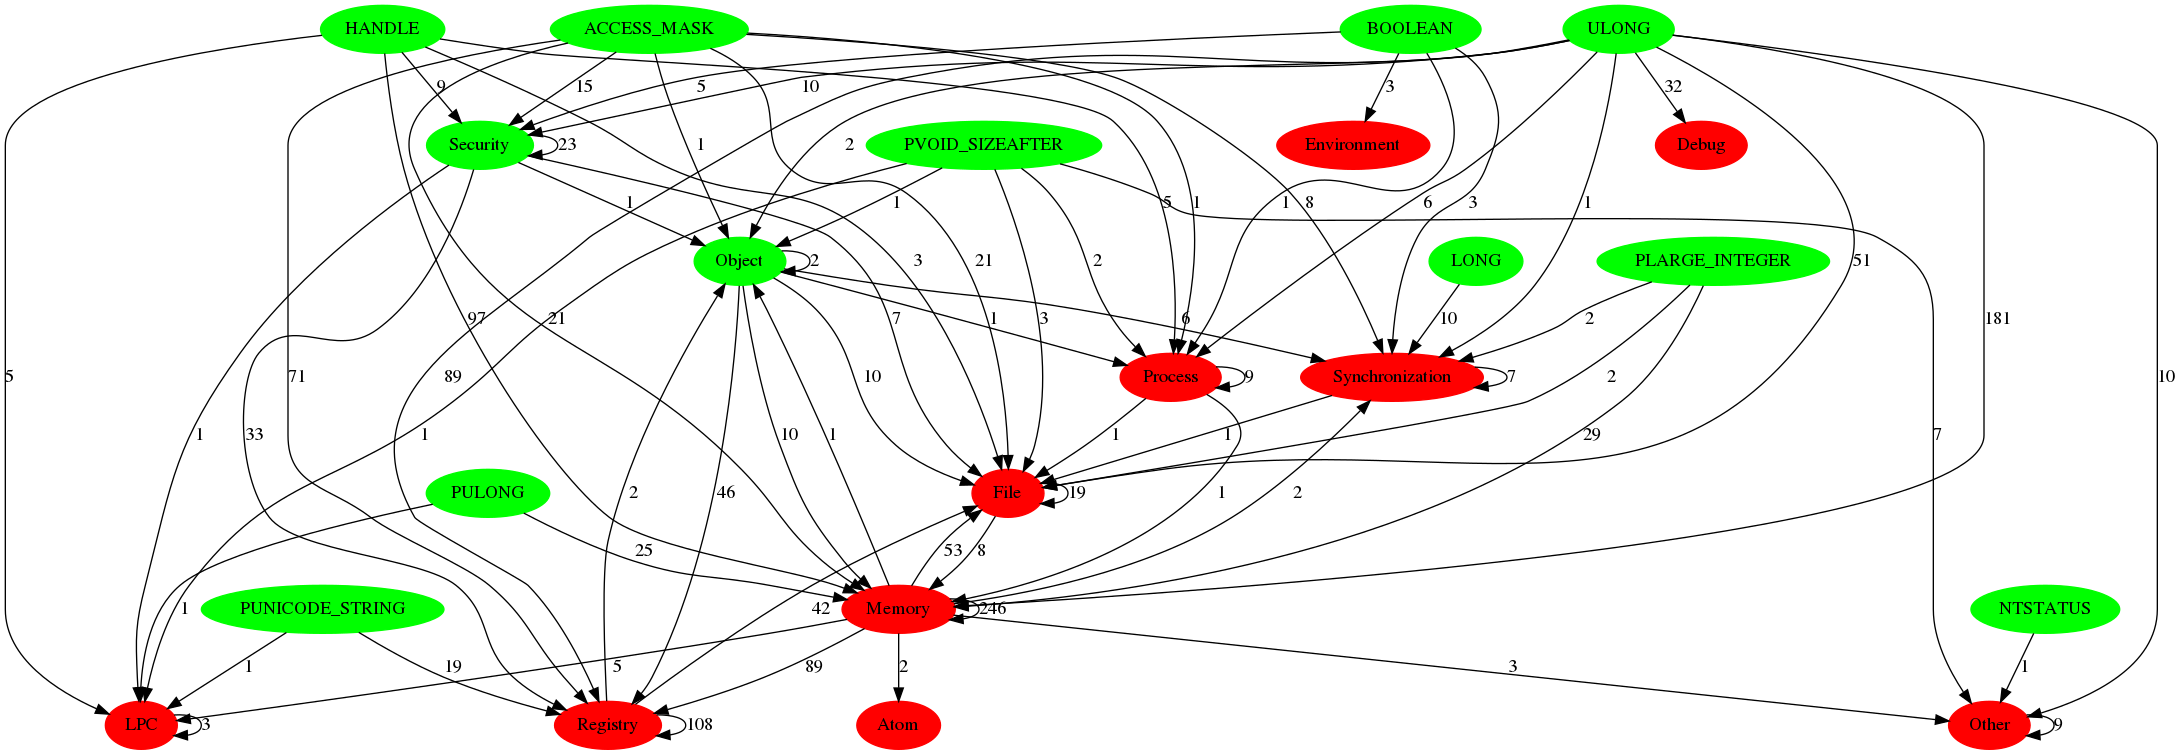 HANDLE ACCESS_MASK BOOLEAN ULONG
9 15 5 10 3 32
Security 23 1 2 PVOID_SIZEAFTER Environment Debug
1 1 5 1 8 1 6 3 1
Object 2 3 21 LONG PLARGE_INTEGER
97 21 7 2 3 1 6 10 2 51 181
5 71 89 10 Process 9 Synchronization 7 2 10
1 33 1 10 1 1 1 29 7
PULONG 2 46 File 19 1 2
25 53 8
1 PUNICODE_STRING 42 Memory 246 NTSTATUS
1 19 5 89 2 3 1
LPC 3 Registry 108 Atom Other 9